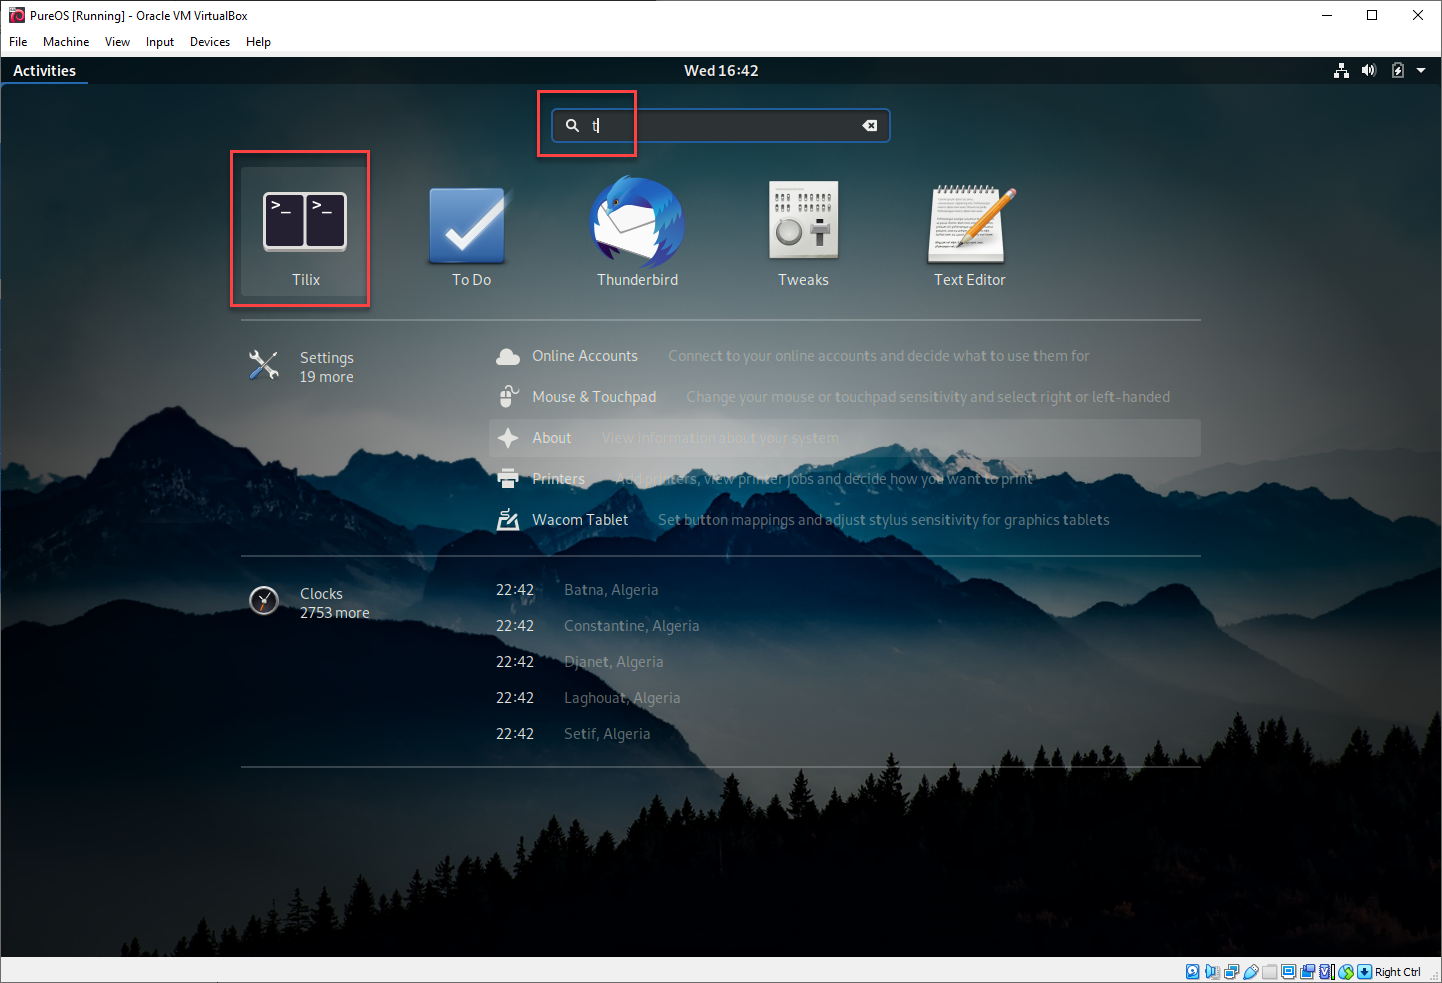 PureOS [Running] - Oracle VM VirtualBox
File Machine View Input Devices Help
Activities
Wed 16:42
t
>_ >_
Tilix
To Do
Thunderbird
Tweaks
Text Editor
Settings
19 more
Online Accounts Connect to your online accounts and decide what to use them for
Mouse & Touchpad Change your mouse or touchpad sensitivity and select right or left-handed
About View information about your system
Printers Add printers, view printer jobs and decide how you want to print
Wacom Tablet Set button mappings and adjust stylus sensitivity for graphics tablets
Clocks
2753 more
22:42 Batna, Algeria
22:42 Constantine, Algeria
22:42 Djanet, Algeria
22:42 Laghouat, Algeria
22:42 Setif, Algeria
Right Ctrl